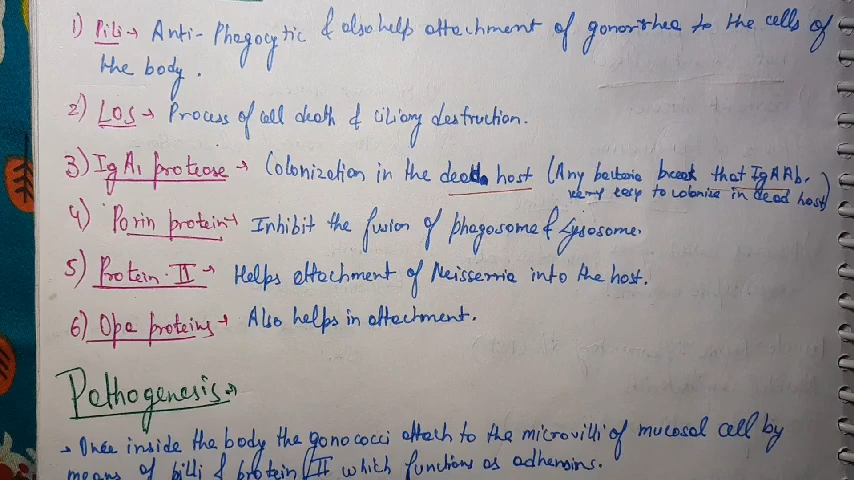 1) Pili → Anti-Phagocytic & also help attachment of gonorrhea to the cells of
the body.
2) LOS → Process of cell death & ciliary destruction.
3) IgA1 protease → Colonization in the dead host (Any bacteria break that IgA Ab.
very easy to colonize in dead host)
4) Porin protein → Inhibit the fusion of phagosome & lysosome.
5) Protein-II → Helps attachment of Neisserria into the host.
6) Opa proteins → Also helps in attachment.
Pathogenesis →
→ Once inside the body the gonococci attach to the microvilli of mucosal cell by
means of pilli & protein II which functions as adhensins.